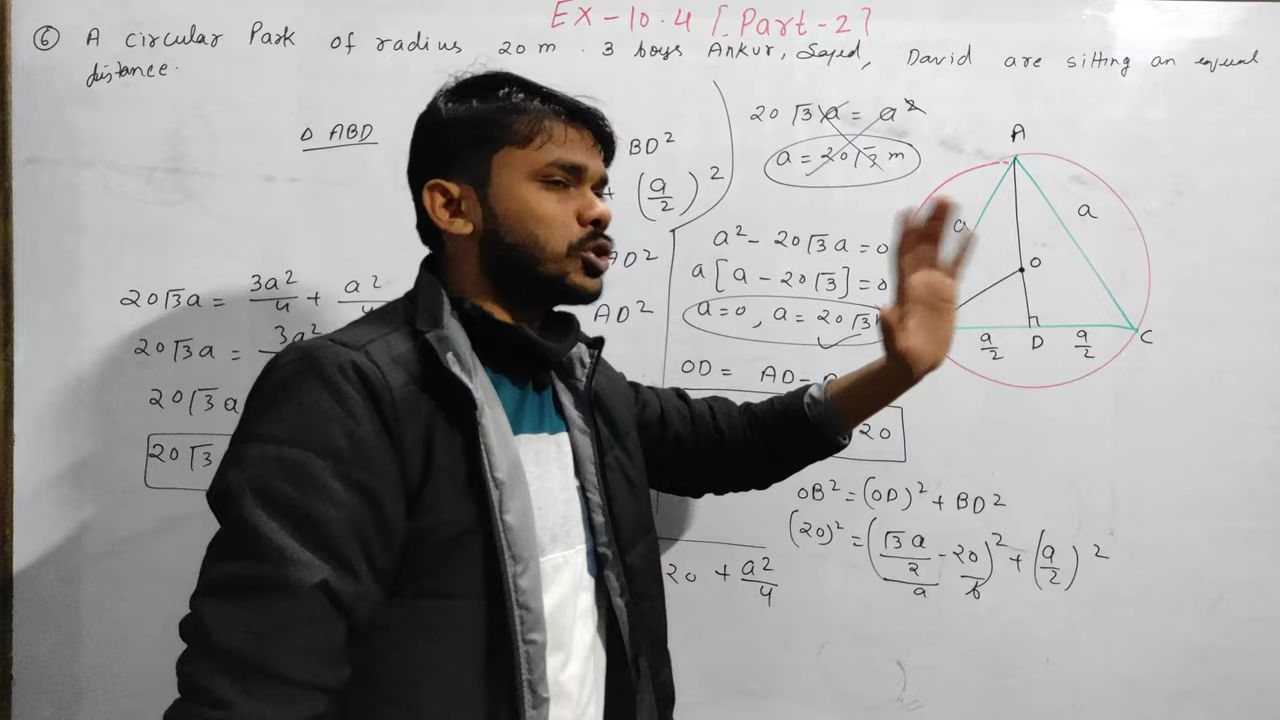 EX-10.4 [Part-2]
⑥ A circular Park of radius 20 m. 3 boys Ankur, Syed, David are sitting an equal
distance.
Δ ABD
BD²
+ (a/2)²
AD²
AD²
20√3a = 3a²/4 + a²/4
20√3a = 3a²
20√3a
20√3
20 + a²/4
20√3a = a²
a = 20√3 m
a² - 20√3a = 0
a[a - 20√3] = 0
a=0, a = 20√3
OD = AD -
20
OB² = (OD)² + BD²
(20)² = (√3a/2 - 20)² + (a/2)²
a b
A
a a
O
a/2 D a/2 C